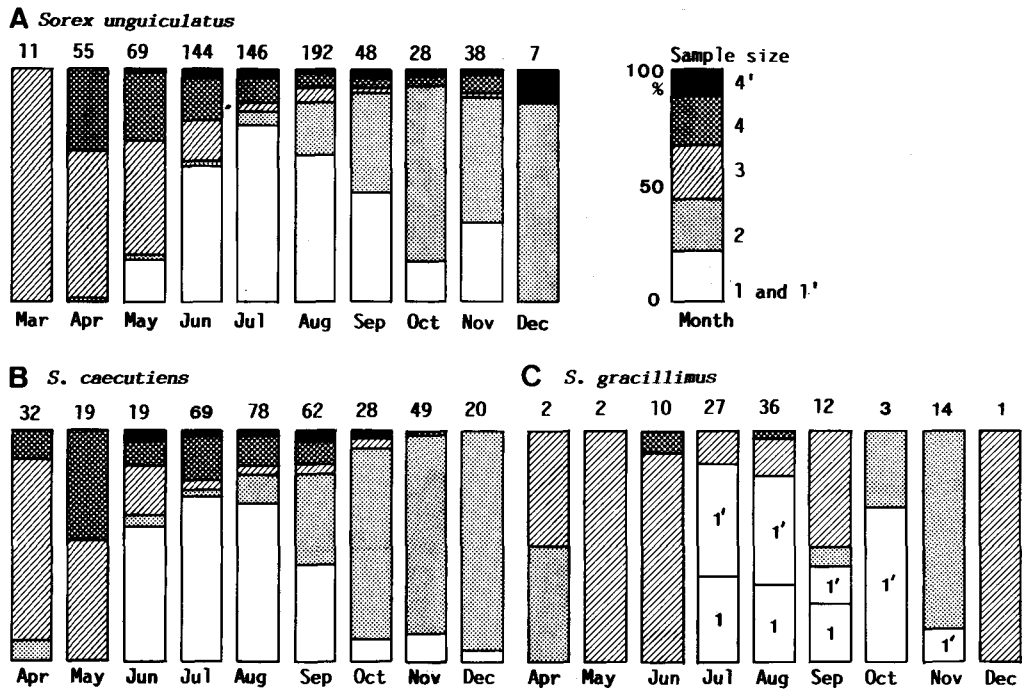 A Sorex unguiculatus
11 55 69 144 146 192 48 28 38 7 Sample size
100
%
50
0
4'
4
3
2
1 and 1'
Mar Apr May Jun Jul Aug Sep Oct Nov Dec Month
B S. caecutiens
32 19 19 69 78 62 28 49 20
Apr May Jun Jul Aug Sep Oct Nov Dec
C S. gracillimus
2 2 10 27 36 12 3 14 1
1' 1' 1' 1' 1'
1 1 1
Apr May Jun Jul Aug Sep Oct Nov Dec